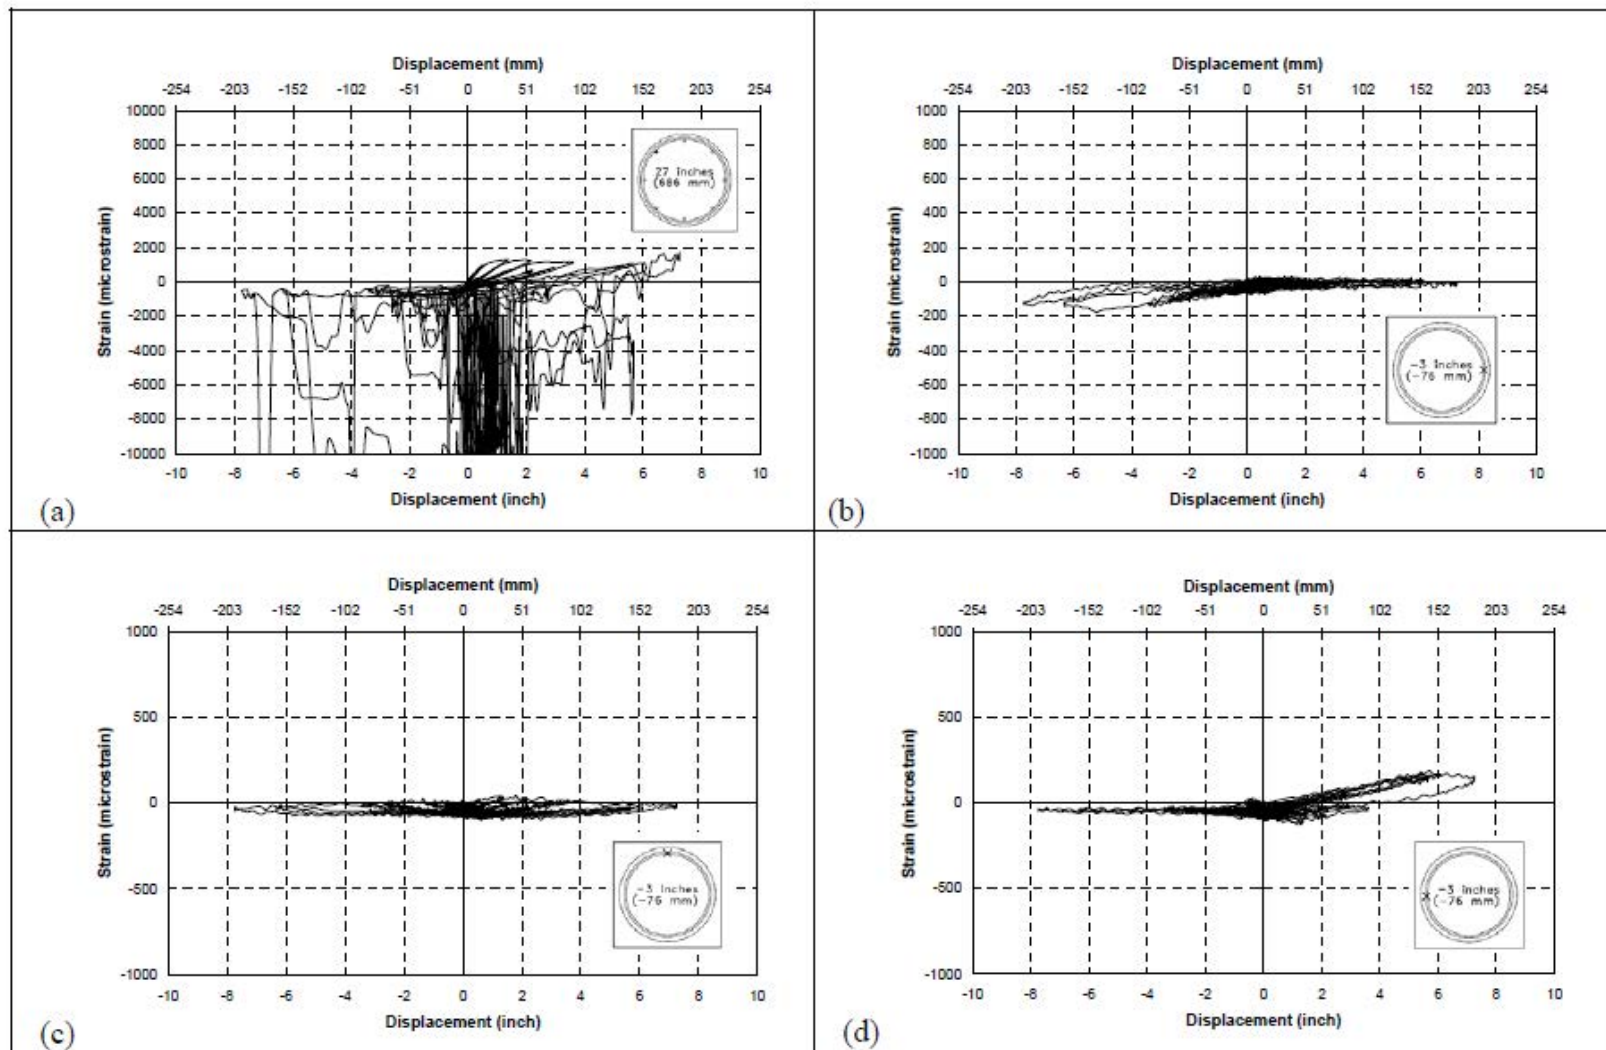 Displacement (mm)
-254 -203 -152 -102 -51 0 51 102 152 203 254
10000
8000
6000
4000
2000
0
-2000
-4000
-6000
-8000
-10000
Strain (microstrain)
27 inches
(686 mm)
-10 -8 -6 -4 -2 0 2 4 6 8 10
Displacement (inch)
(a)
Displacement (mm)
-254 -203 -152 -102 -51 0 51 102 152 203 254
1000
800
600
400
200
0
-200
-400
-600
-800
-1000
Strain (microstrain)
-3 inches
(-76 mm)
-10 -8 -6 -4 -2 0 2 4 6 8 10
Displacement (inch)
(b)
Displacement (mm)
-254 -203 -152 -102 -51 0 51 102 152 203 254
1000
500
0
-500
-1000
Strain (microstrain)
-3 inches
(-76 mm)
-10 -8 -6 -4 -2 0 2 4 6 8 10
Displacement (inch)
(c)
Displacement (mm)
-254 -203 -152 -102 -51 0 51 102 152 203 254
1000
500
0
-500
-1000
Strain (microstrain)
-3 inches
(-76 mm)
-10 -8 -6 -4 -2 0 2 4 6 8 10
Displacement (inch)
(d)